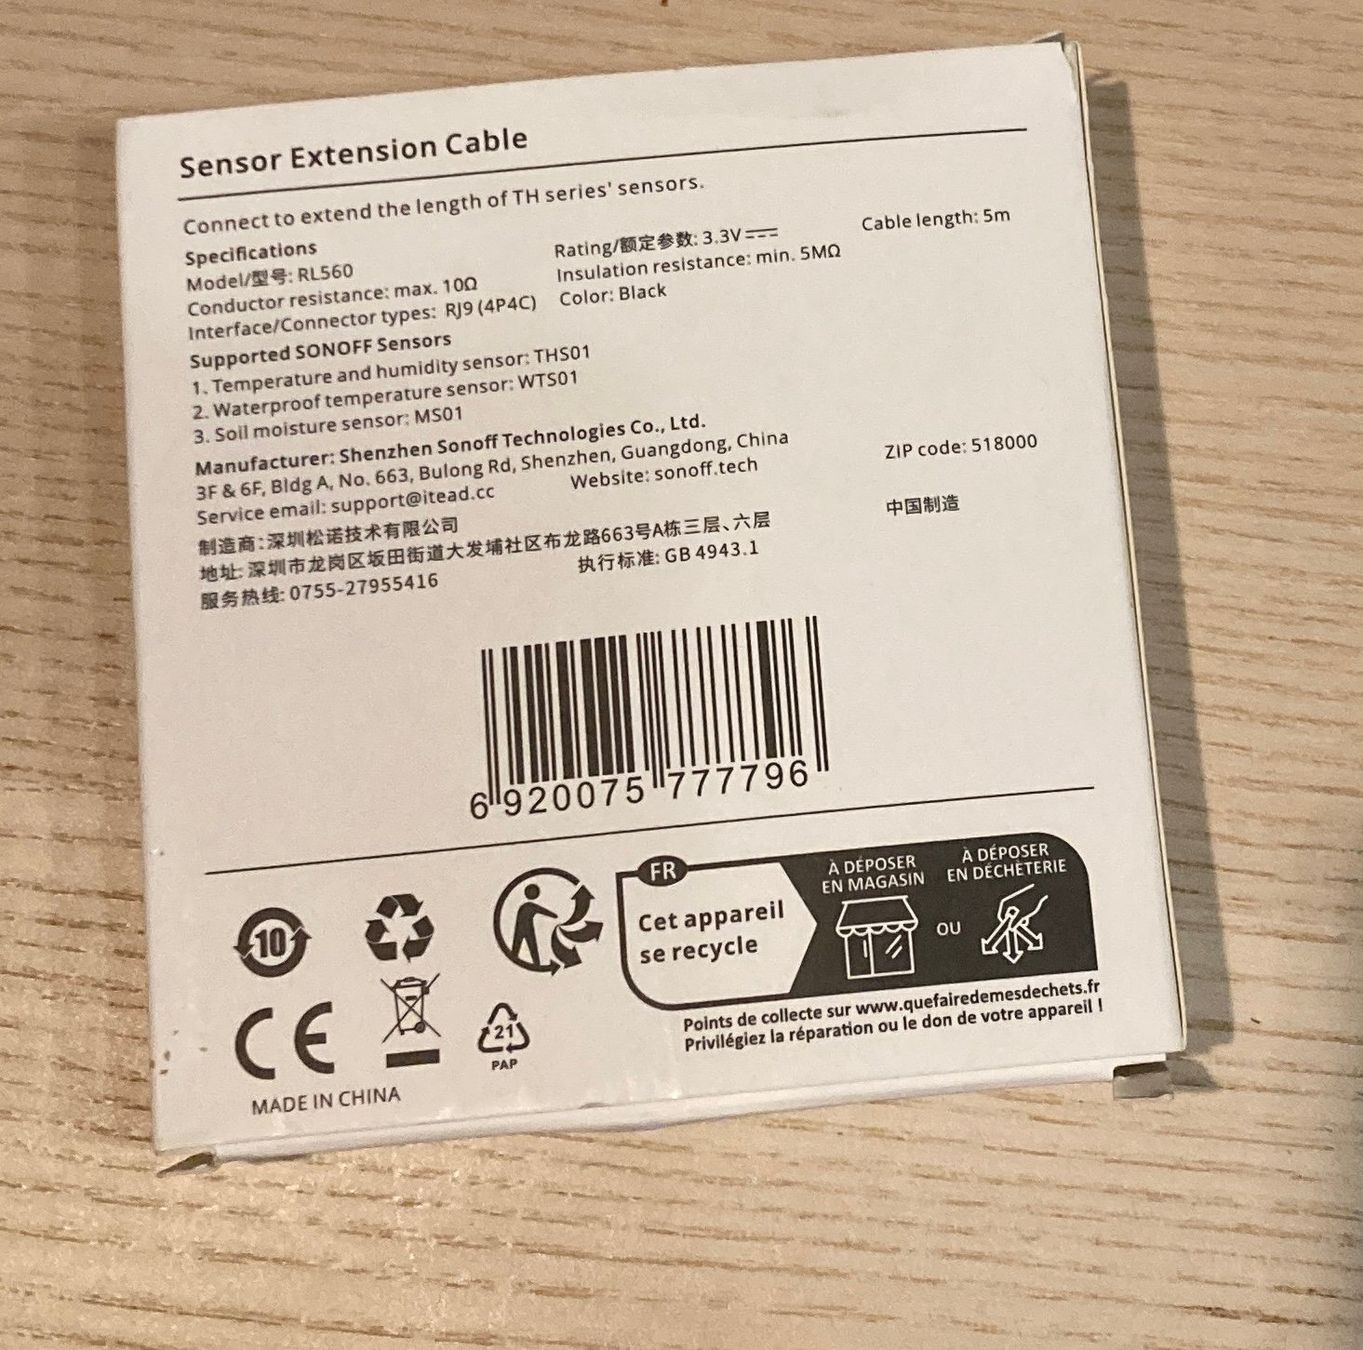 Sensor Extension Cable
Connect to extend the length of TH series' sensors.
Specifications
Model/型号: RL560 Rating/额定参数: 3.3V⎓ Cable length: 5m
Conductor resistance: max. 10Ω Insulation resistance: min. 5MΩ
Interface/Connector types: RJ9 (4P4C) Color: Black
Supported SONOFF Sensors
1. Temperature and humidity sensor: THS01
2. Waterproof temperature sensor: WTS01
3. Soil moisture sensor: MS01
Manufacturer: Shenzhen Sonoff Technologies Co., Ltd.
3F & 6F, Bldg A, No. 663, Bulong Rd, Shenzhen, Guangdong, China ZIP code: 518000
Service email: support@itead.cc Website: sonoff.tech
制造商: 深圳松诺技术有限公司 中国制造
地址: 深圳市龙岗区坂田街道大发埔社区布龙路663号A栋三层、六层
服务热线: 0755-27955416 执行标准: GB 4943.1
6 920075 777796
FR
Cet appareil
se recycle
À DÉPOSER
EN MAGASIN
OU
À DÉPOSER
EN DÉCHÈTERIE
Points de collecte sur www.quefairedemesdechets.fr
Privilégiez la réparation ou le don de votre appareil !
10
CE
21
PAP
MADE IN CHINA